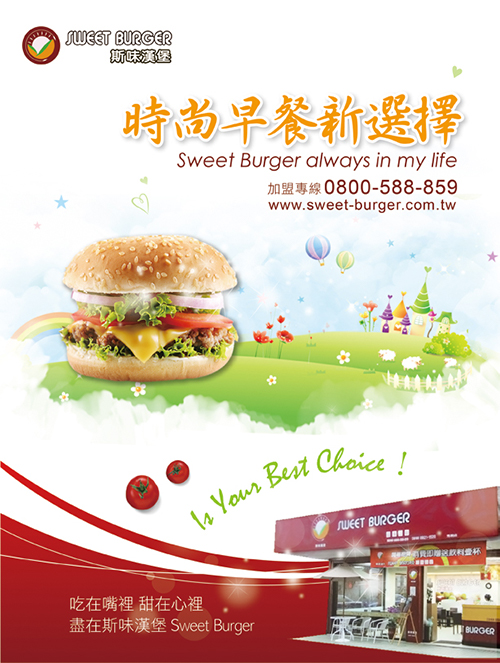 SWEET BURGER
斯味漢堡
時尚早餐新選擇
Sweet Burger always in my life
加盟專線 0800-588-859
www.sweet-burger.com.tw
Is Your Best Choice !
SWEET BURGER
BURGER
吃在嘴裡 甜在心裡
盡在斯味漢堡 Sweet Burger